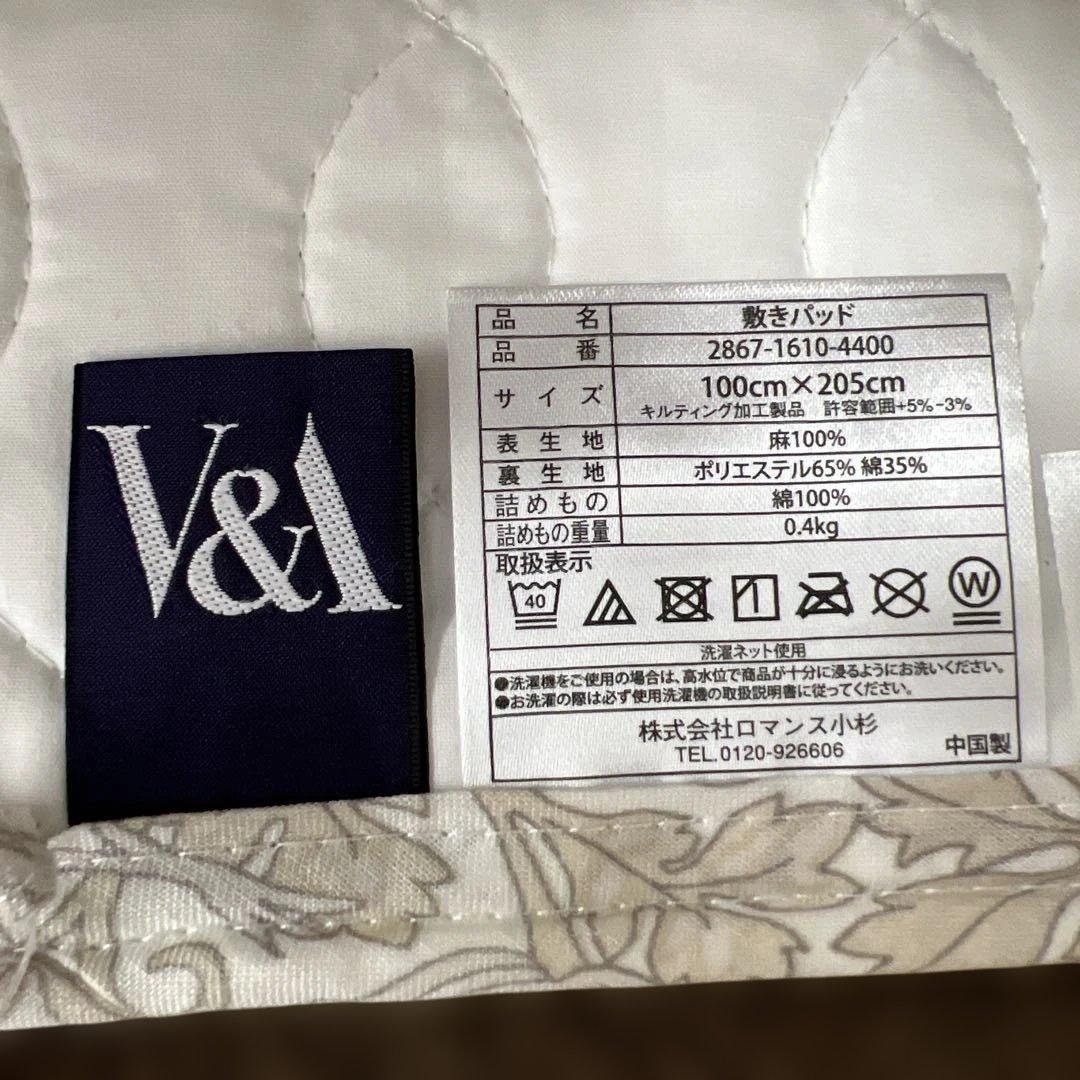 V&A
品名 敷きパッド
品番 2867-1610-4400
サイズ 100cm×205cm
キルティング加工製品 許容範囲+5%-3%
表生地 麻100%
裏生地 ポリエステル65% 綿35%
詰めもの 綿100%
詰めもの重量 0.4kg
取扱表示
40
W
洗濯ネット使用
●洗濯機をご使用の場合は、高水位で商品が十分に浸るようにお洗いください。
●お洗濯の際は必ず使用洗濯機の取扱説明書に従ってください。
株式会社ロマンス小杉
TEL.0120-926606
中国製